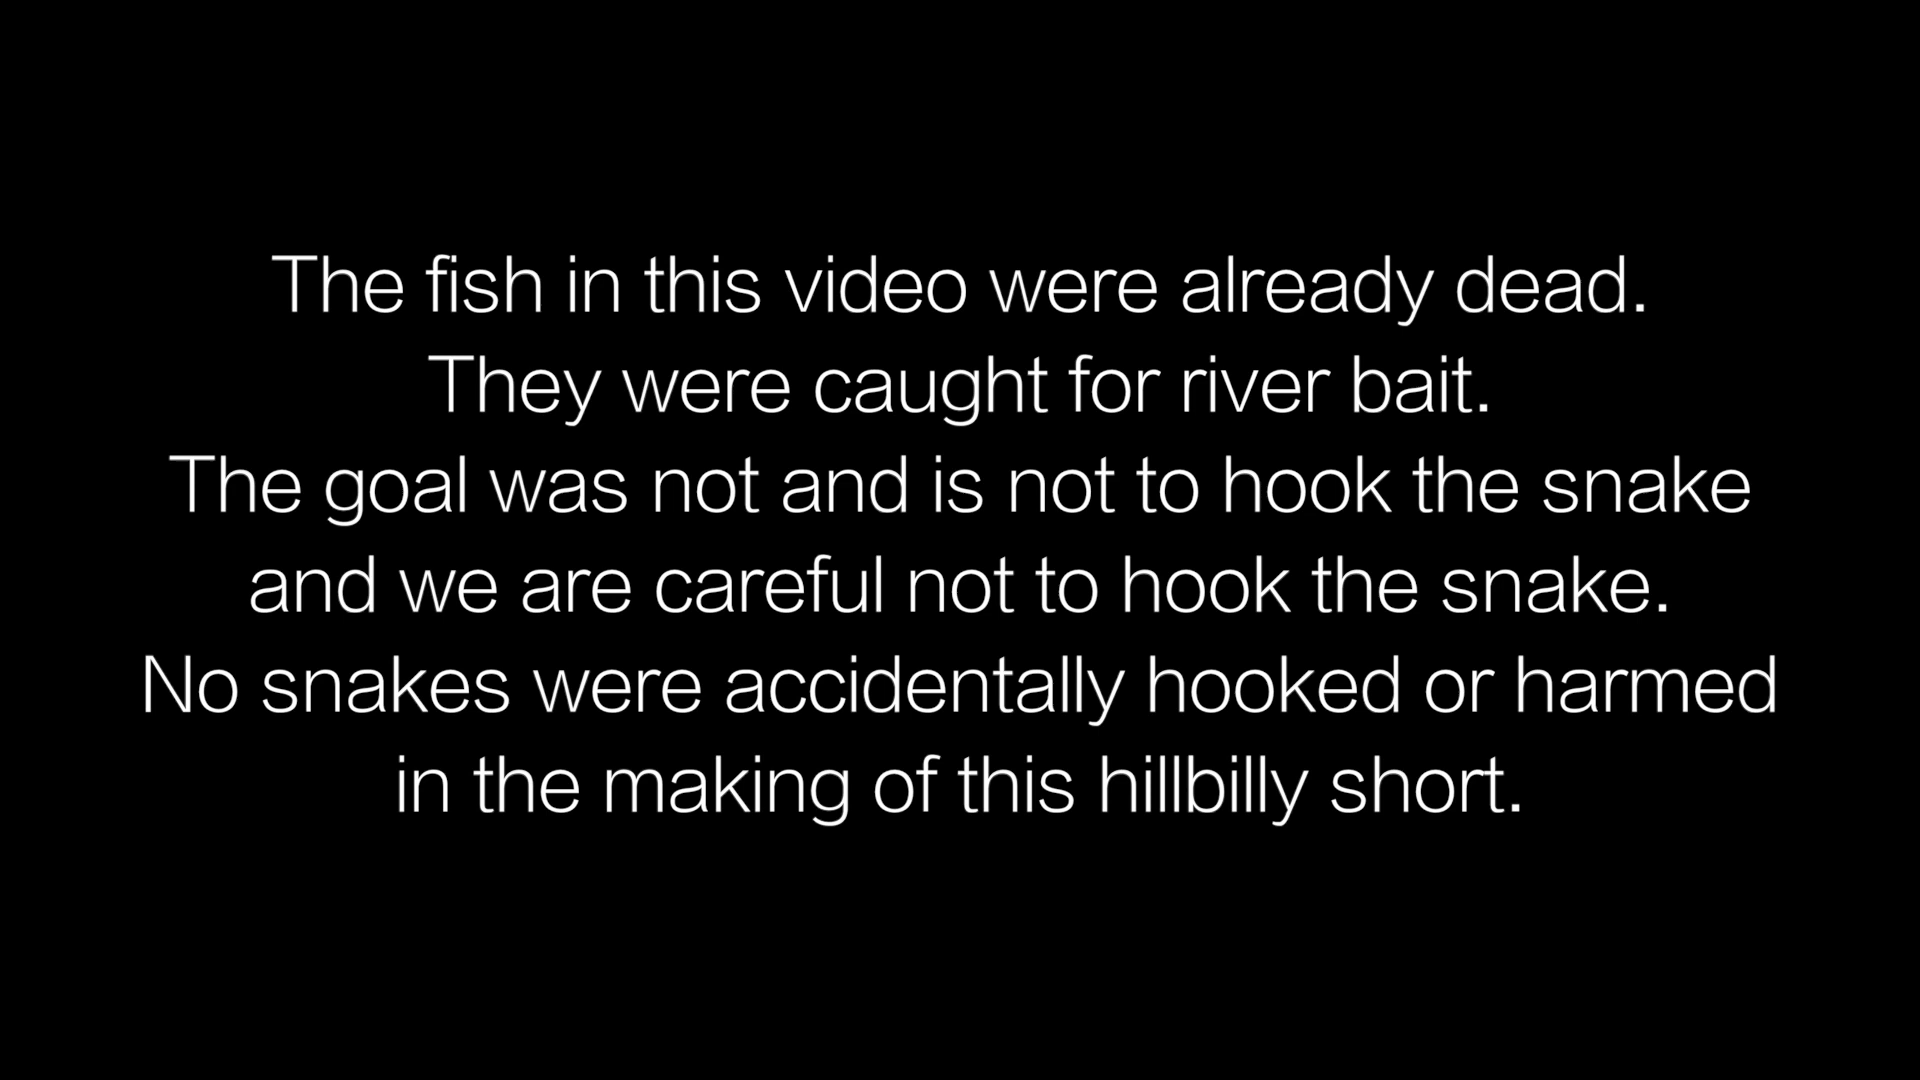 The fish in this video were already dead.
They were caught for river bait.
The goal was not and is not to hook the snake
and we are careful not to hook the snake.
No snakes were accidentally hooked or harmed
in the making of this hillbilly short.